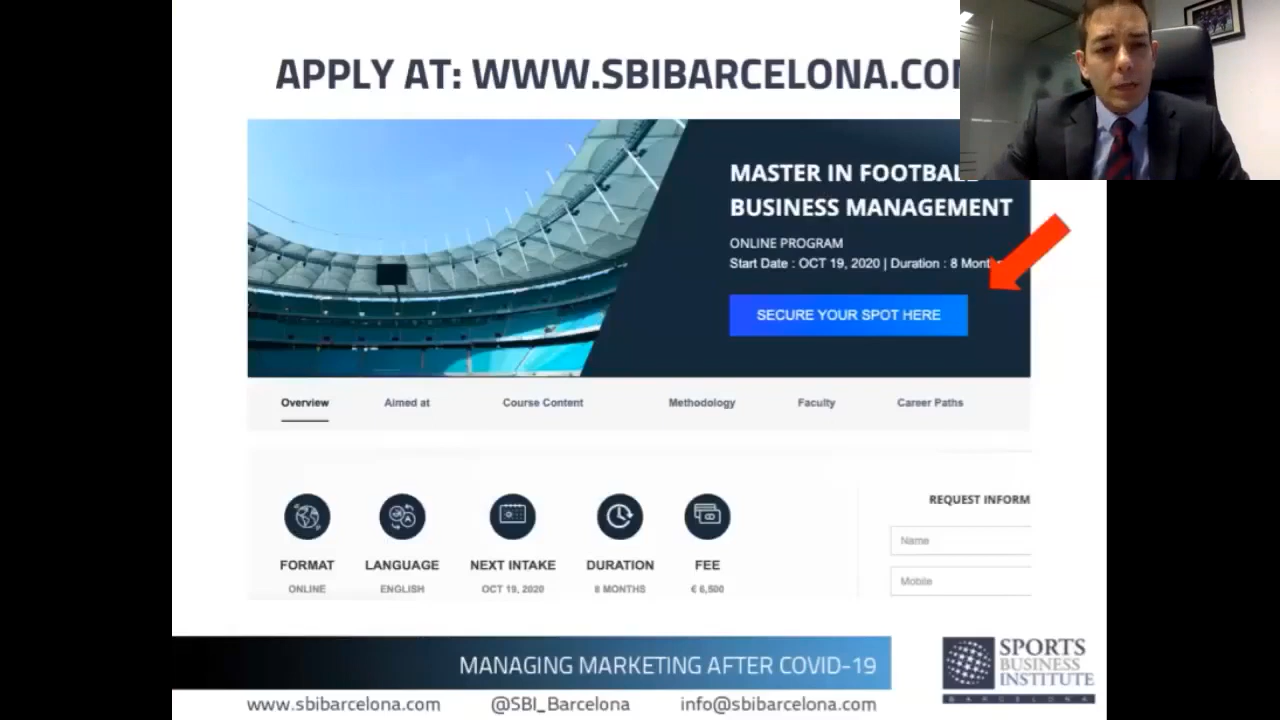 APPLY AT: WWW.SBIBARCELONA.CO
MASTER IN FOOTBALL
BUSINESS MANAGEMENT
ONLINE PROGRAM
Start Date : OCT 19, 2020 | Duration : 8 Mont
SECURE YOUR SPOT HERE
Overview Aimed at Course Content Methodology Faculty Career Paths
FORMAT LANGUAGE NEXT INTAKE DURATION FEE
ONLINE ENGLISH OCT 19, 2020 8 MONTHS € 6,500
REQUEST INFORM
Name
Mobile
MANAGING MARKETING AFTER COVID-19
www.sbibarcelona.com @SBI_Barcelona info@sbibarcelona.com
SPORTS
BUSINESS
INSTITUTE
BARCELONA